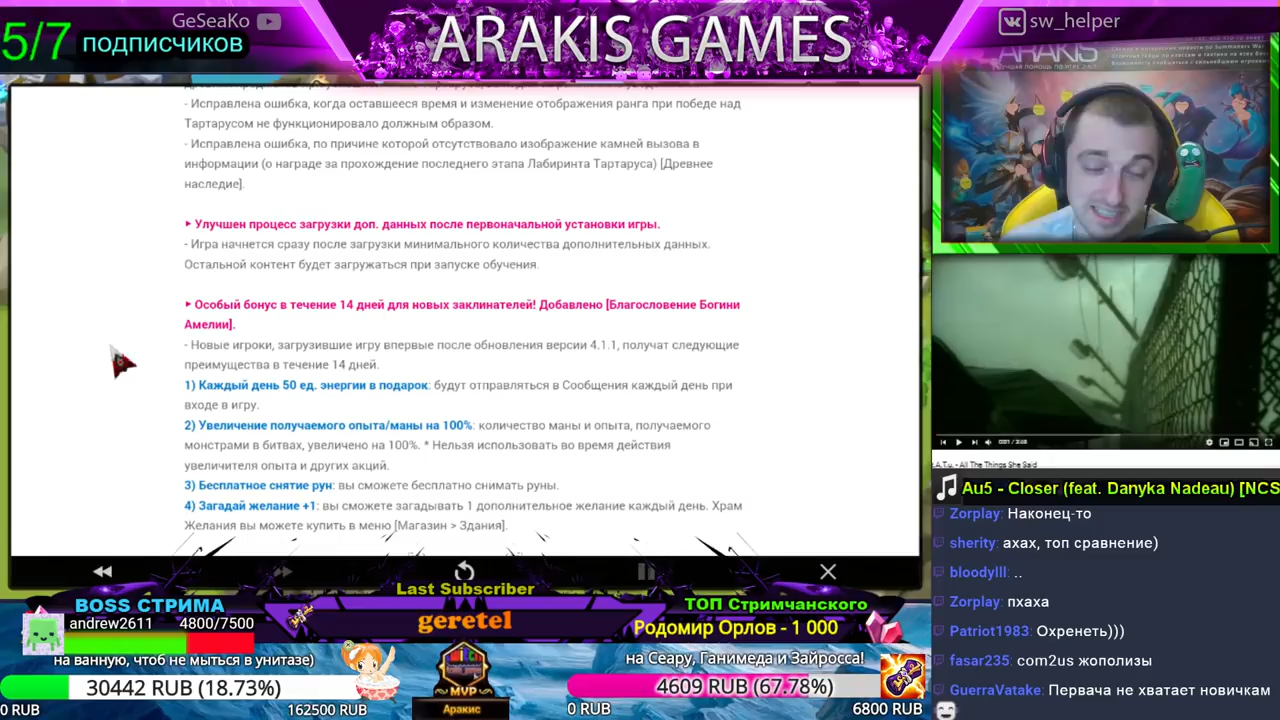 GeSeaKo
5/7 подписчиков
ARAKIS GAMES
sw_helper
ARAKIS
- Исправлена ошибка, когда оставшееся время и изменение отображения ранга при победе над
Тартарусом не функционировало должным образом.
- Исправлена ошибка, по причине которой отсутствовало изображение камней вызова в
информации (о награде за прохождение последнего этапа Лабиринта Тартаруса) [Древнее
наследие].
‣ Улучшен процесс загрузки доп. данных после первоначальной установки игры.
- Игра начнется сразу после загрузки минимального количества дополнительных данных.
Остальной контент будет загружаться при запуске обучения.
‣ Особый бонус в течение 14 дней для новых заклинателей! Добавлено [Благословение Богини
Амелии].
- Новые игроки, загрузившие игру впервые после обновления версии 4.1.1, получат следующие
преимущества в течение 14 дней.
1) Каждый день 50 ед. энергии в подарок: будут отправляться в Сообщения каждый день при
входе в игру.
2) Увеличение получаемого опыта/маны на 100%: количество маны и опыта, получаемого
монстрами в битвах, увеличено на 100%. * Нельзя использовать во время действия
увеличителя опыта и других акций.
3) Бесплатное снятие рун: вы сможете бесплатно снимать руны.
4) Загадай желание +1: вы сможете загадывать 1 дополнительное желание каждый день. Храм
Желания вы можете купить в меню [Магазин > Здания].
- All The Things She Said
Au5 - Closer (feat. Danyka Nadeau) [NCS
Zorplay: Наконец-то
sherity: ахах, топ сравнение)
bloodylll: ..
Zorplay: пхаха
Patriot1983: Охренеть)))
fasar235: com2us жополизы
GuerraVatake: Первача не хватает новичкам
BOSS СТРИМА
andrew2611 4800/7500
Last Subscriber
geretel
ТОП Стримчанского
Родомир Орлов - 1 000
на ванную, чтоб не мыться в унитазе)
30442 RUB (18.73%)
0 RUB
162500 RUB
MVP
Аракис
на Сеару, Ганимеда и Зайросса!
4609 RUB (67.78%)
0 RUB
6800 RUB